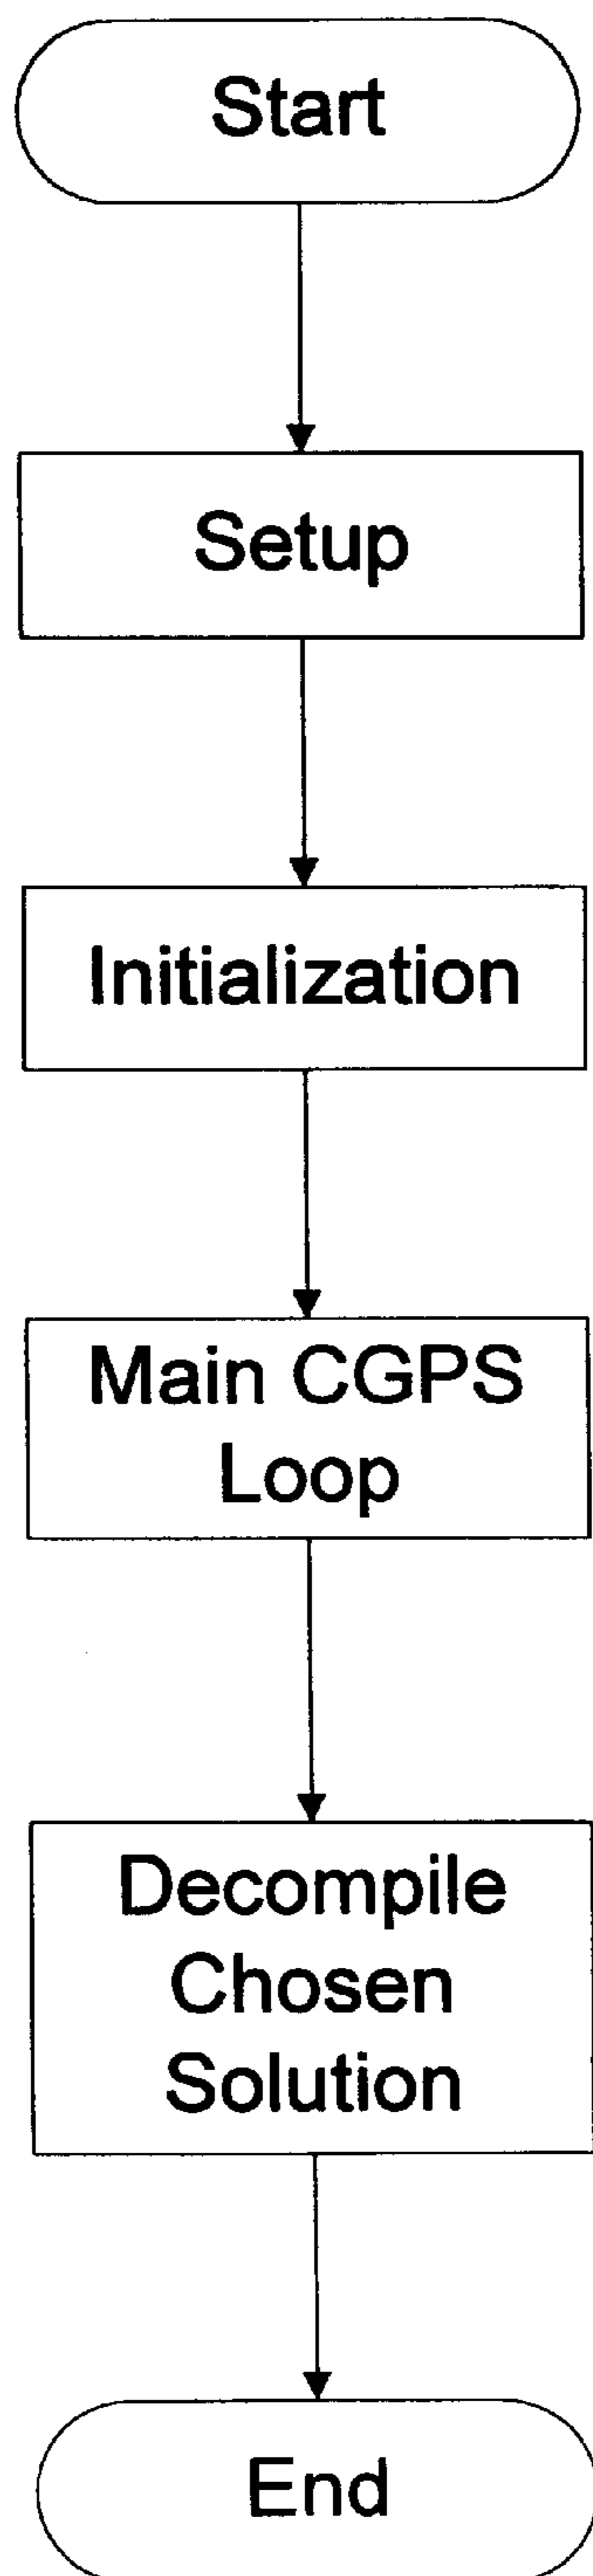 Start
Setup
Initialization
Main CGPS
Loop
Decompile
Chosen
Solution
End